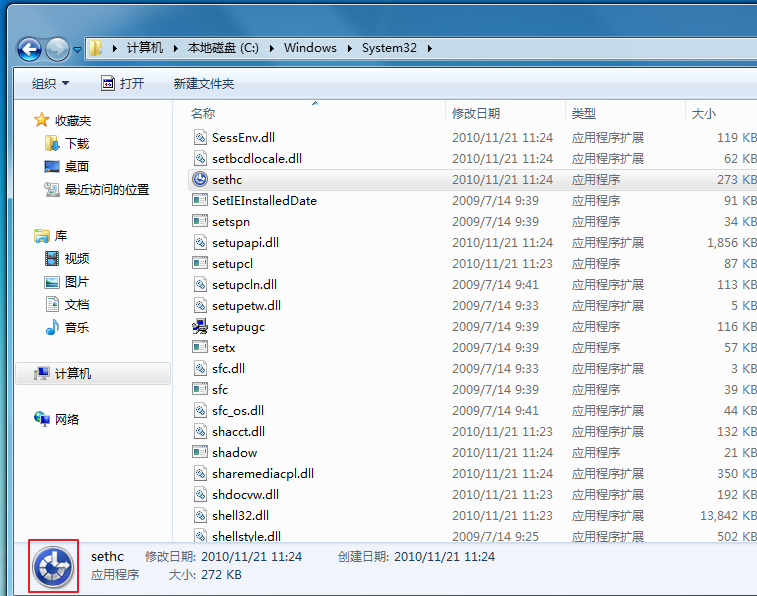 计算机 ▸ 本地磁盘 (C:) ▸ Windows ▸ System32 ▸
组织 打开 新建文件夹
收藏夹
下载
桌面
最近访问的位置
库
视频
图片
文档
音乐
计算机
网络
名称 修改日期 类型 大小
SessEnv.dll 2010/11/21 11:24 应用程序扩展 119 KB
setbcdlocale.dll 2010/11/21 11:24 应用程序扩展 62 KB
sethc 2010/11/21 11:24 应用程序 273 KB
SetIEInstalledDate 2009/7/14 9:39 应用程序 91 KB
setspn 2009/7/14 9:39 应用程序 34 KB
setupapi.dll 2010/11/21 11:24 应用程序扩展 1,856 KB
setupcl 2010/11/21 11:23 应用程序 87 KB
setupcln.dll 2009/7/14 9:41 应用程序扩展 113 KB
setupetw.dll 2009/7/14 9:33 应用程序扩展 5 KB
setupugc 2009/7/14 9:39 应用程序 116 KB
setx 2009/7/14 9:39 应用程序 57 KB
sfc.dll 2009/7/14 9:33 应用程序扩展 3 KB
sfc 2009/7/14 9:39 应用程序 39 KB
sfc_os.dll 2009/7/14 9:41 应用程序扩展 44 KB
shacct.dll 2010/11/21 11:23 应用程序扩展 132 KB
shadow 2010/11/21 11:24 应用程序 21 KB
sharemediacpl.dll 2010/11/21 11:24 应用程序扩展 350 KB
shdocvw.dll 2010/11/21 11:23 应用程序扩展 192 KB
shell32.dll 2010/11/21 11:23 应用程序扩展 13,842 KB
shellstyle.dll 2009/7/14 9:25 应用程序扩展 502 KB
sethc 修改日期: 2010/11/21 11:24 创建日期: 2010/11/21 11:24
应用程序 大小: 272 KB